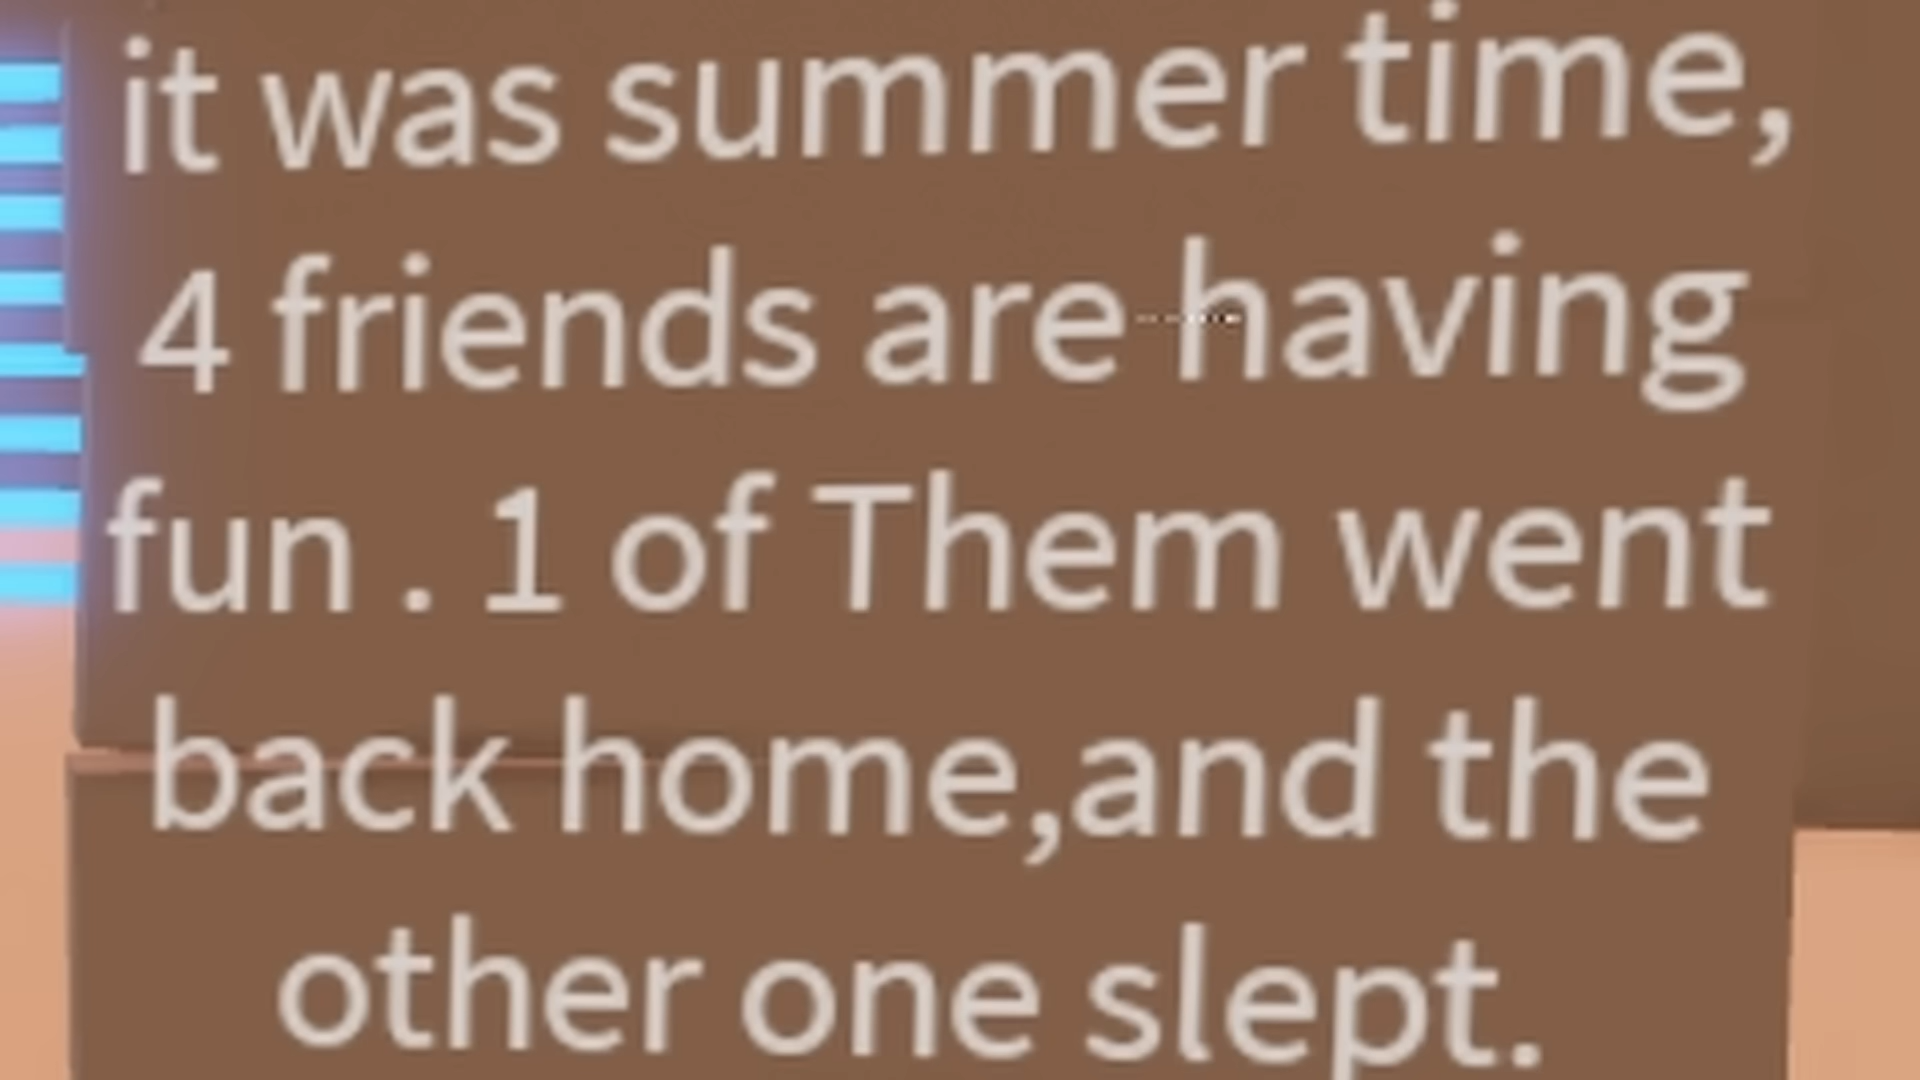 it was summer time,
4 friends are having
fun . 1 of Them went
back home,and the
other one slept.